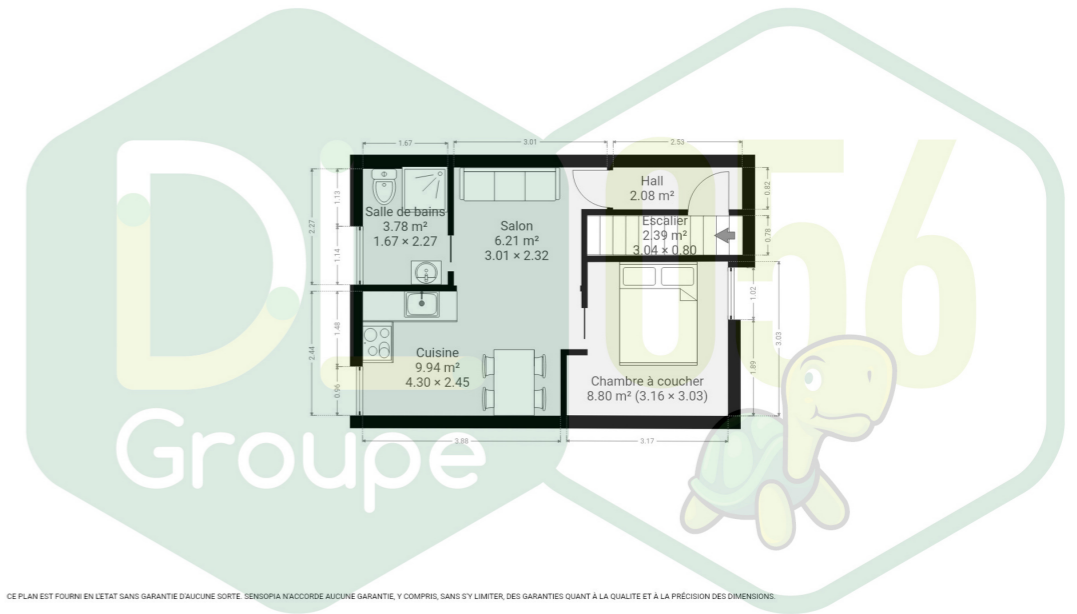 1.67
3.01
2.53
Hall
2.08 m²
0.82
Salle de bains
3.78 m²
1.67 × 2.27
Salon
6.21 m²
3.01 × 2.32
Escalier
2.39 m²
3.04 × 0.80
0.78
1.13
2.27
1.14
1.02
1.48
2.44
0.96
3.03
1.89
Cuisine
9.94 m²
4.30 × 2.45
Chambre à coucher
8.80 m² (3.16 × 3.03)
3.88
3.17
D.I.
Groupe
056
CE PLAN EST FOURNI EN L'ETAT SANS GARANTIE D'AUCUNE SORTE. SENSOPIA N'ACCORDE AUCUNE GARANTIE, Y COMPRIS, SANS S'Y LIMITER, DES GARANTIES QUANT À LA QUALITE ET À LA PRÉCISION DES DIMENSIONS.